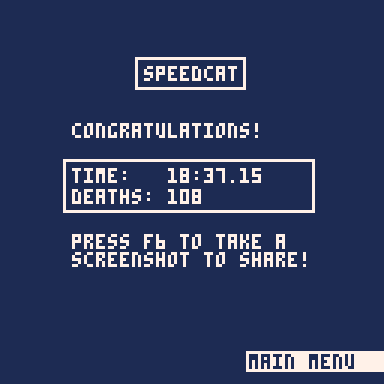 SPEEDCAT
CONGRATULATIONS!
TIME: 18:37.15
DEATHS: 108
PRESS F6 TO TAKE A
SCREENSHOT TO SHARE!
MAIN MENU